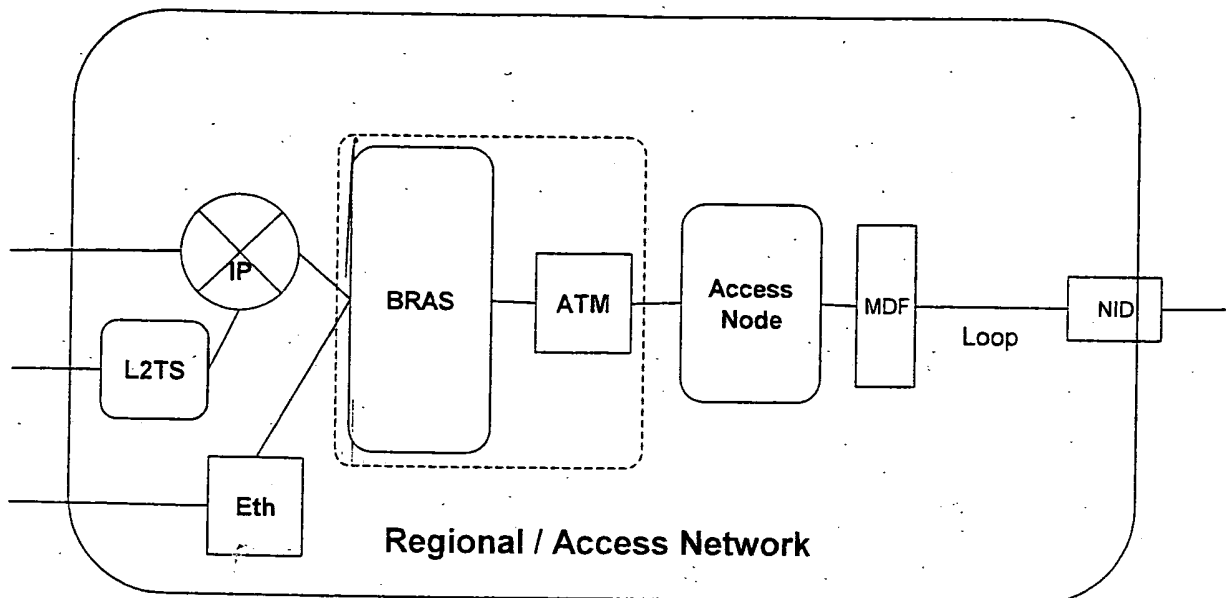 IP
L2TS
Eth
BRAS
ATM
Access
Node
MDF
Loop
NID
Regional / Access Network